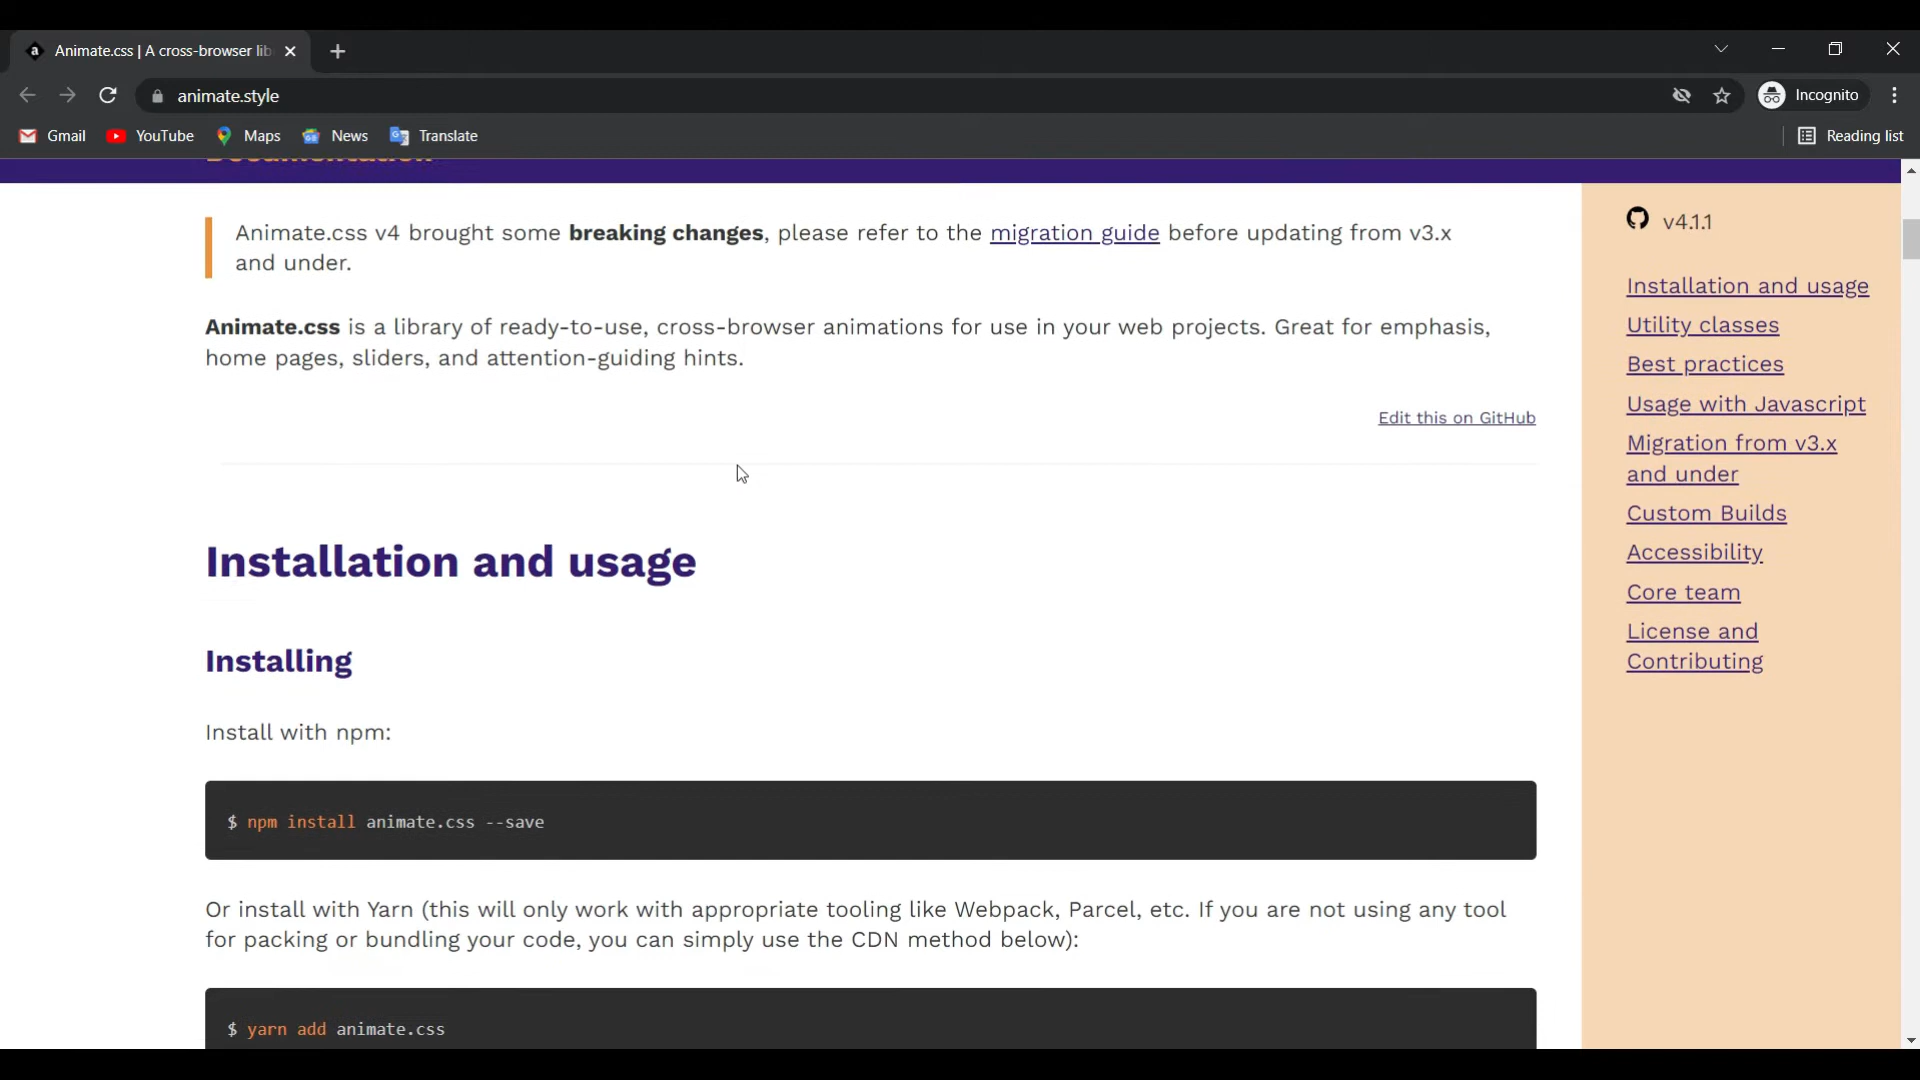 Animate.css | A cross-browser lib
animate.style
Incognito
Gmail
YouTube
Maps
News
Translate
Reading list
Documentation
Animate.css v4 brought some breaking changes, please refer to the migration guide before updating from v3.x
and under.
Animate.css is a library of ready-to-use, cross-browser animations for use in your web projects. Great for emphasis,
home pages, sliders, and attention-guiding hints.
Edit this on GitHub
Installation and usage
Installing
Install with npm:
$ npm install animate.css --save
Or install with Yarn (this will only work with appropriate tooling like Webpack, Parcel, etc. If you are not using any tool
for packing or bundling your code, you can simply use the CDN method below):
$ yarn add animate.css
v4.1.1
Installation and usage
Utility classes
Best practices
Usage with Javascript
Migration from v3.x
and under
Custom Builds
Accessibility
Core team
License and
Contributing